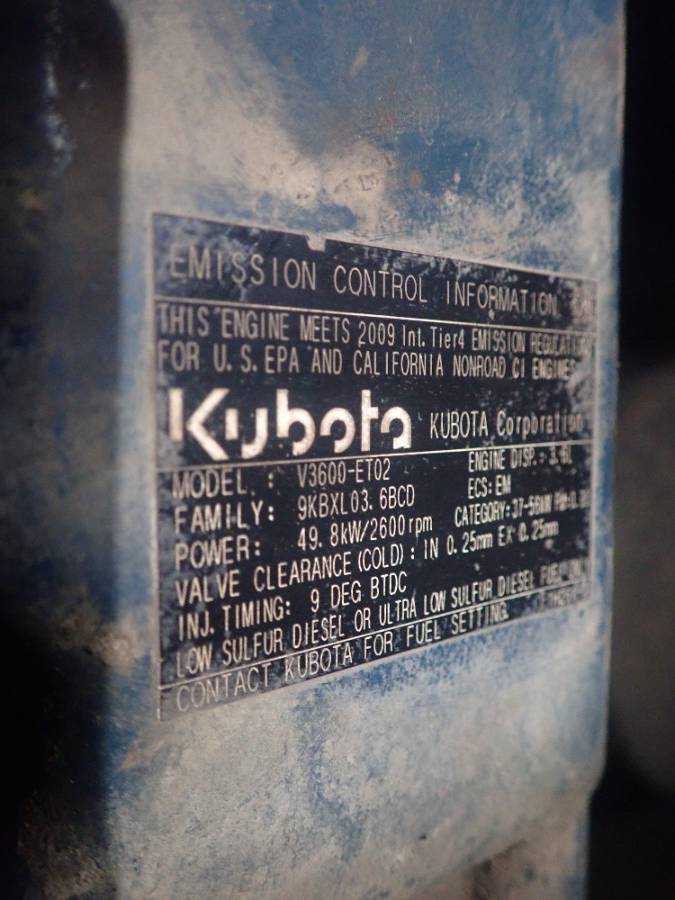 EMISSION CONTROL INFORMATION
THIS ENGINE MEETS 2009 Int. Tier4 EMISSION
FOR U.S. EPA AND CALIFORNIA NONROAD CI ENGINES
Kubota KUBOTA Corporation
MODEL : V3600-ET02 ENGINE DISP.: 3.6L
FAMILY: 9KBXL03.6BCD ECS: EM
POWER: 49.8kW/2600rpm CATEGORY: 37-56kW
VALVE CLEARANCE (COLD) : IN 0.25mm EX 0.25mm
INJ. TIMING: 9 DEG BTDC
LOW SULFUR DIESEL OR ULTRA LOW SULFUR DIESEL FUEL
CONTACT KUBOTA FOR FUEL SETTING.